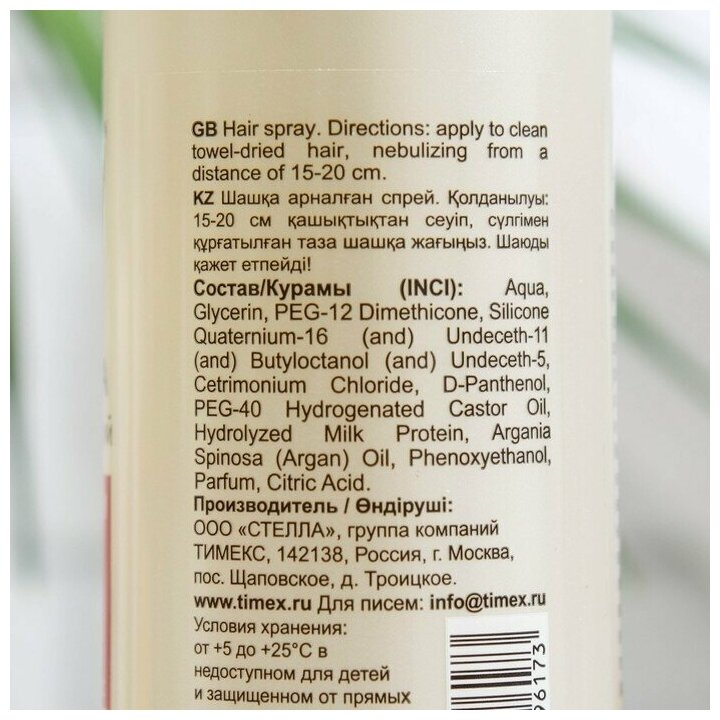 GB Hair spray. Directions: apply to clean
towel-dried hair, nebulizing from a
distance of 15-20 cm.
KZ Шашқа арналған спрей. Қолданылуы:
15-20 см қашықтықтан сеуіп, сүлгімен
құрғатылған таза шашқа жағыңыз. Шаюды
қажет етпейді!
Состав/Курамы (INCI): Aqua,
Glycerin, PEG-12 Dimethicone, Silicone
Quaternium-16 (and) Undeceth-11
(and) Butyloctanol (and) Undeceth-5,
Cetrimonium Chloride, D-Panthenol,
PEG-40 Hydrogenated Castor Oil,
Hydrolyzed Milk Protein, Argania
Spinosa (Argan) Oil, Phenoxyethanol,
Parfum, Citric Acid.
Производитель / Өндіруші:
ООО «СТЕЛЛА», группа компаний
ТИМЕКС, 142138, Россия, г. Москва,
пос. Щаповское, д. Троицкое.
www.timex.ru Для писем: info@timex.ru
Условия хранения:
от +5 до +25°С в
недоступном для детей
и защищенном от прямых
96173